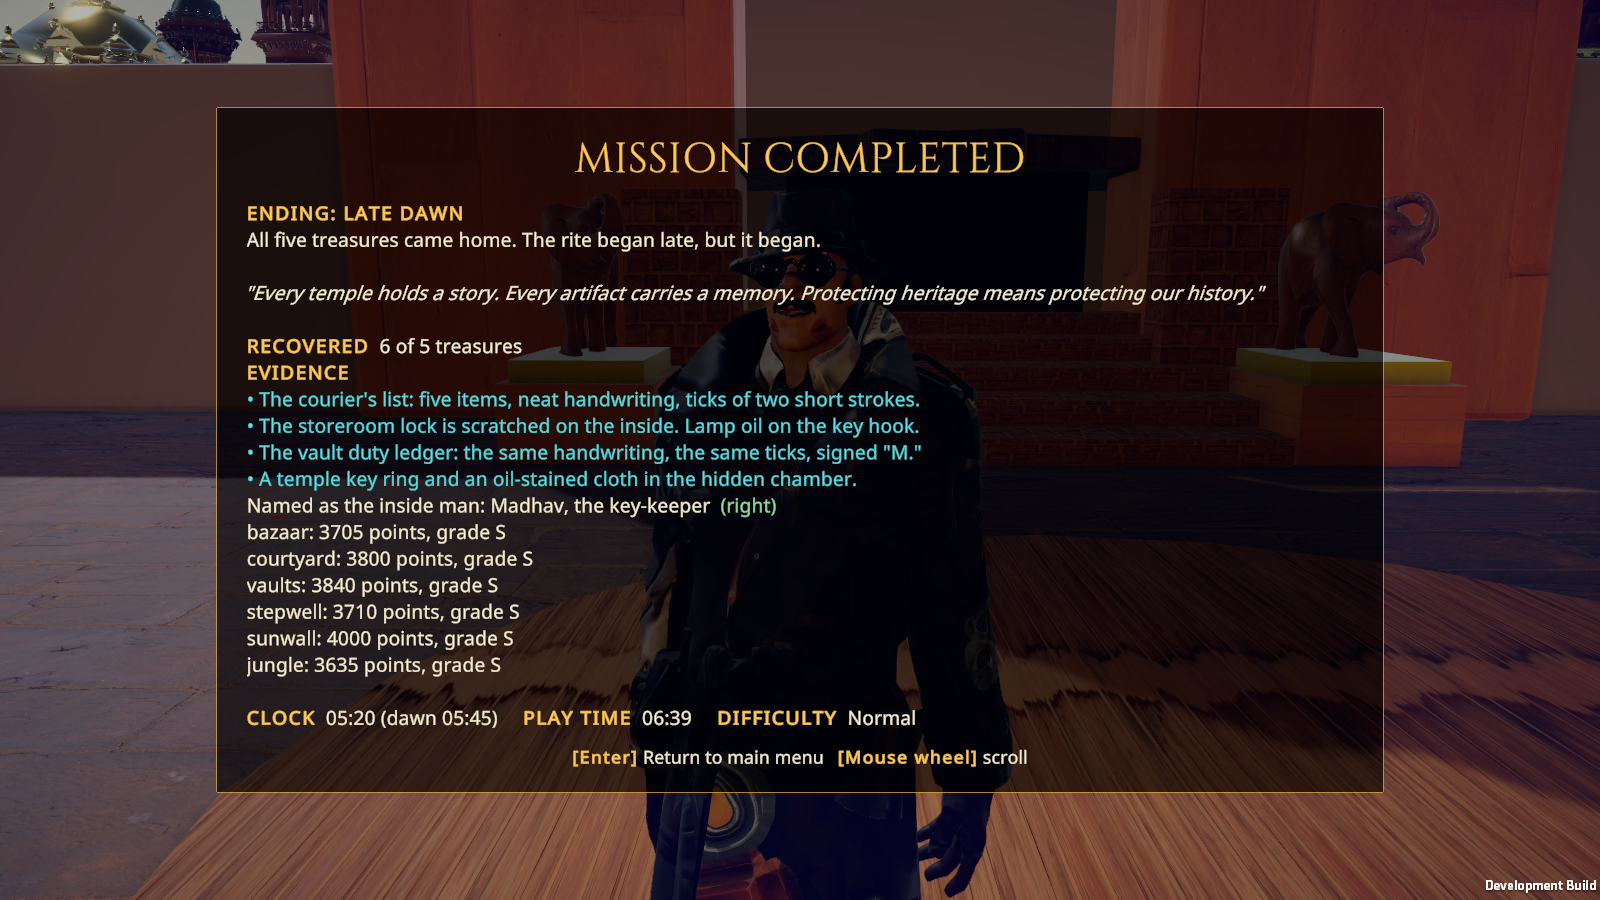 MISSION COMPLETED
ENDING: LATE DAWN
All five treasures came home. The rite began late, but it began.
"Every temple holds a story. Every artifact carries a memory. Protecting heritage means protecting our history."
RECOVERED 6 of 5 treasures
EVIDENCE
• The courier's list: five items, neat handwriting, ticks of two short strokes.
• The storeroom lock is scratched on the inside. Lamp oil on the key hook.
• The vault duty ledger: the same handwriting, the same ticks, signed "M."
• A temple key ring and an oil-stained cloth in the hidden chamber.
Named as the inside man: Madhav, the key-keeper (right)
bazaar: 3705 points, grade S
courtyard: 3800 points, grade S
vaults: 3840 points, grade S
stepwell: 3710 points, grade S
sunwall: 4000 points, grade S
jungle: 3635 points, grade S
CLOCK 05:20 (dawn 05:45) PLAY TIME 06:39 DIFFICULTY Normal
[Enter] Return to main menu [Mouse wheel] scroll
Development Build